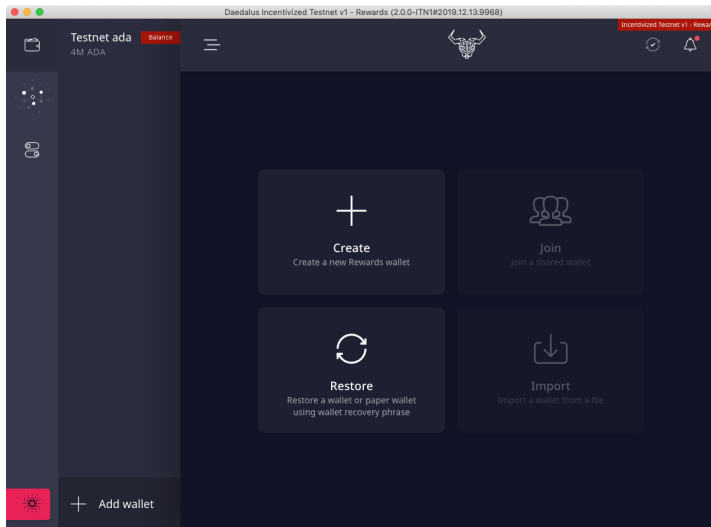 Daedalus Incentivized Testnet v1 - Rewards (2.0.0-ITN1#2019.12.13.9968)
Incentivized Testnet v1 - Rewar
Testnet ada
Balance
4M ADA
Create
Create a new Rewards wallet
Join
Join a shared wallet
Restore
Restore a wallet or paper wallet
using wallet recovery phrase
Import
Import a wallet from a file
Add wallet